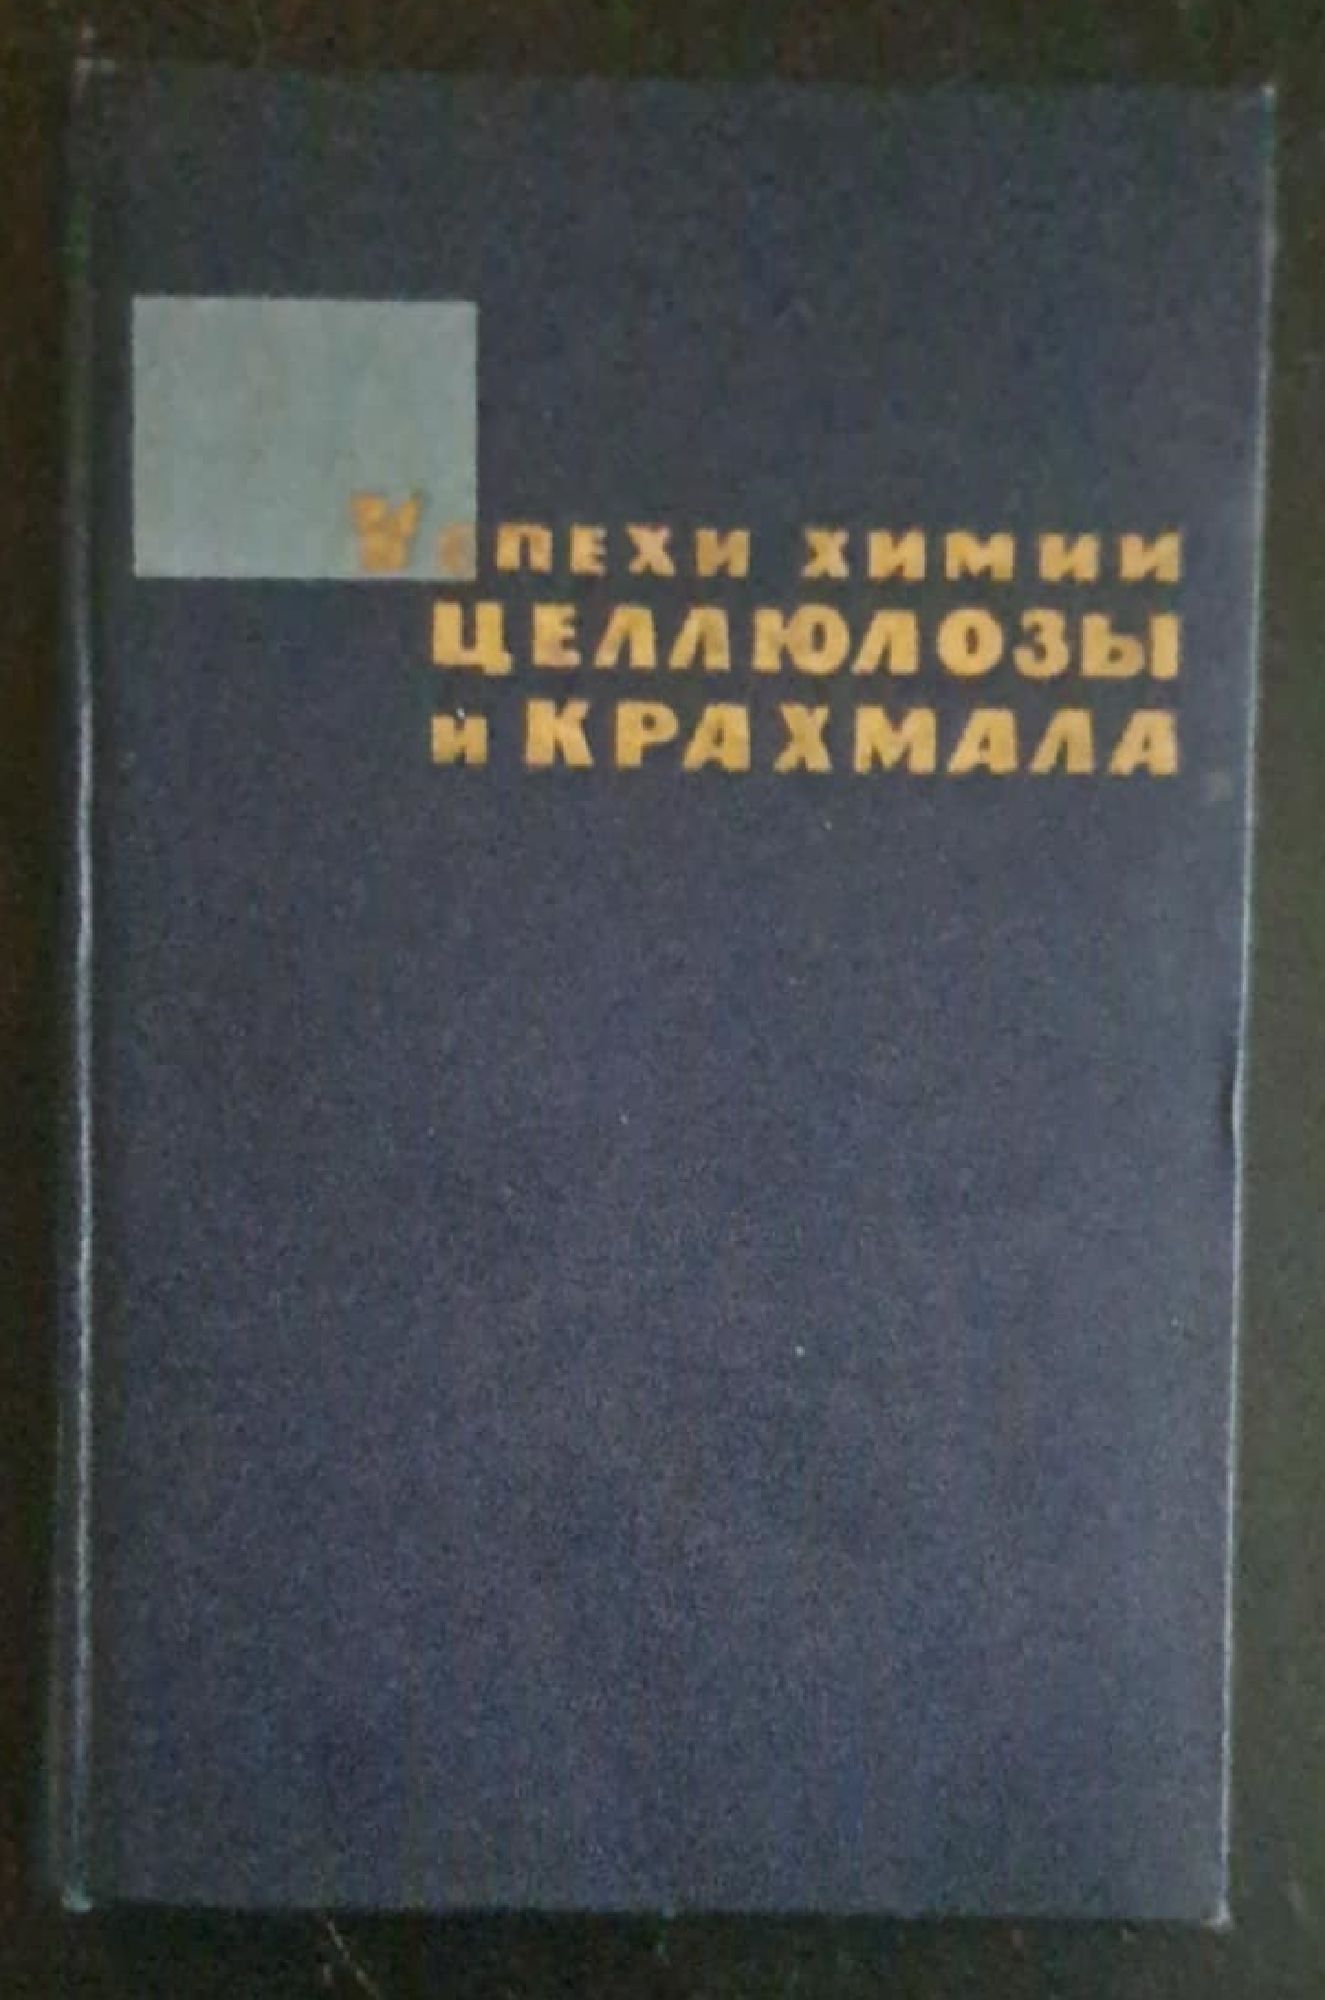 Успехи химии
целлюлозы
и крахмала